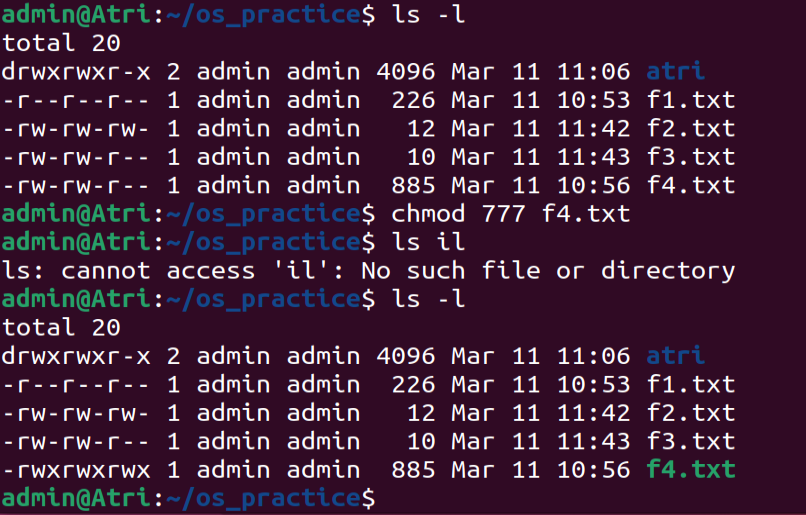 admin@Atri:~/os_practice$ ls -l
total 20
drwxrwxr-x 2 admin admin 4096 Mar 11 11:06 atri
-r--r--r-- 1 admin admin  226 Mar 11 10:53 f1.txt
-rw-rw-rw- 1 admin admin   12 Mar 11 11:42 f2.txt
-rw-rw-r-- 1 admin admin   10 Mar 11 11:43 f3.txt
-rw-rw-r-- 1 admin admin  885 Mar 11 10:56 f4.txt
admin@Atri:~/os_practice$ chmod 777 f4.txt
admin@Atri:~/os_practice$ ls il
ls: cannot access 'il': No such file or directory
admin@Atri:~/os_practice$ ls -l
total 20
drwxrwxr-x 2 admin admin 4096 Mar 11 11:06 atri
-r--r--r-- 1 admin admin  226 Mar 11 10:53 f1.txt
-rw-rw-rw- 1 admin admin   12 Mar 11 11:42 f2.txt
-rw-rw-r-- 1 admin admin   10 Mar 11 11:43 f3.txt
-rwxrwxrwx 1 admin admin  885 Mar 11 10:56 f4.txt
admin@Atri:~/os_practice$